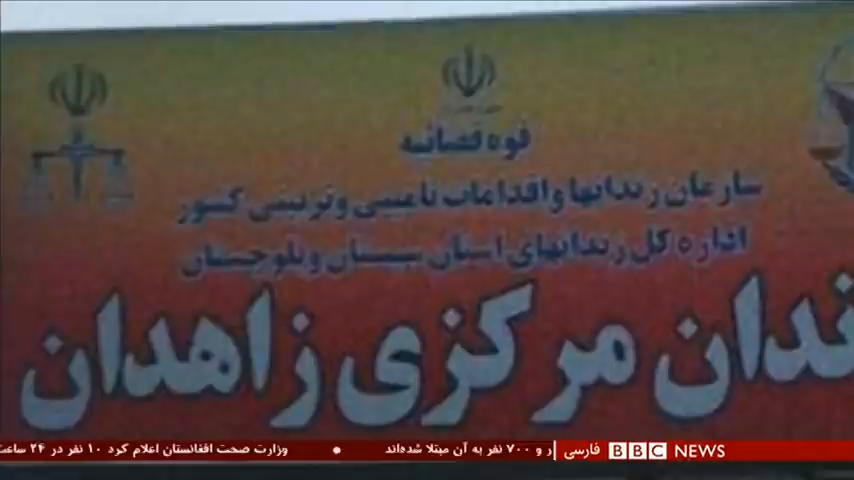 قوه قضائیه
سازمان زندانها و اقدامات تامینی و تربیتی کشور
اداره کل زندانهای استان سیستان و بلوچستان
ندان مرکزی زاهدان
BBC NEWS فارسی
ر و ۷۰۰ نفر به آن مبتلا شده‌اند • وزارت صحت افغانستان اعلام کرد ۱۰ نفر در ۲۴ ساعت